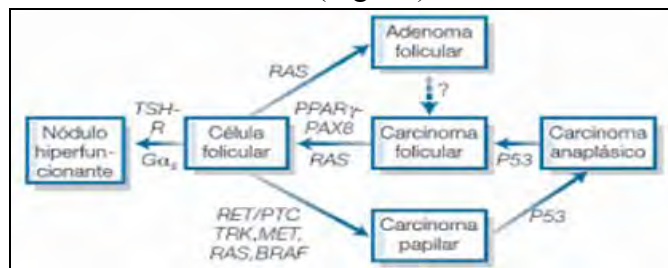 Adenoma
folicular
RAS
?
TSH-
R
Gαs
PPARγ-
PAX8
RAS
Nódulo
hiperfun-
cionante
Célula
folicular
Carcinoma
folicular
Carcinoma
anaplásico
P53
RET/PTC
TRK,MET,
RAS,BRAF
Carcinoma
papilar
P53